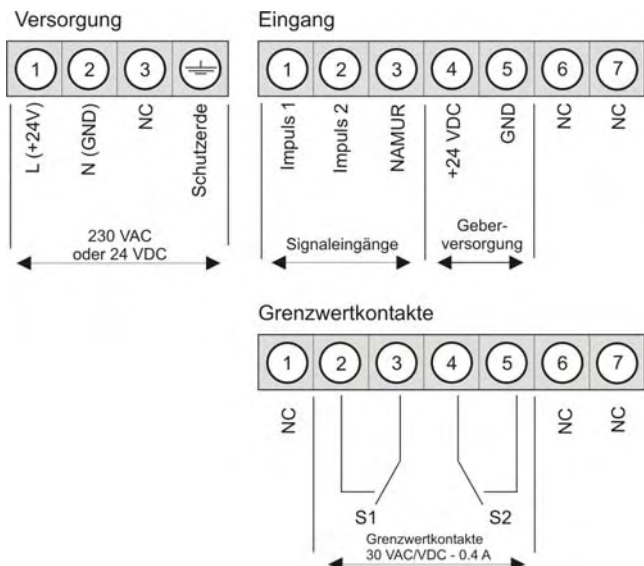 Versorgung
1 2 3
L (+24V)
N (GND)
NC
Schutzerde
230 VAC
oder 24 VDC
Eingang
1 2 3 4 5 6 7
Impuls 1
Impuls 2
NAMUR
+24 VDC
GND
NC
NC
Signaleingänge
Geber-
versorgung
Grenzwertkontakte
1 2 3 4 5 6 7
NC
NC
NC
S1
S2
Grenzwertkontakte
30 VAC/VDC - 0.4 A